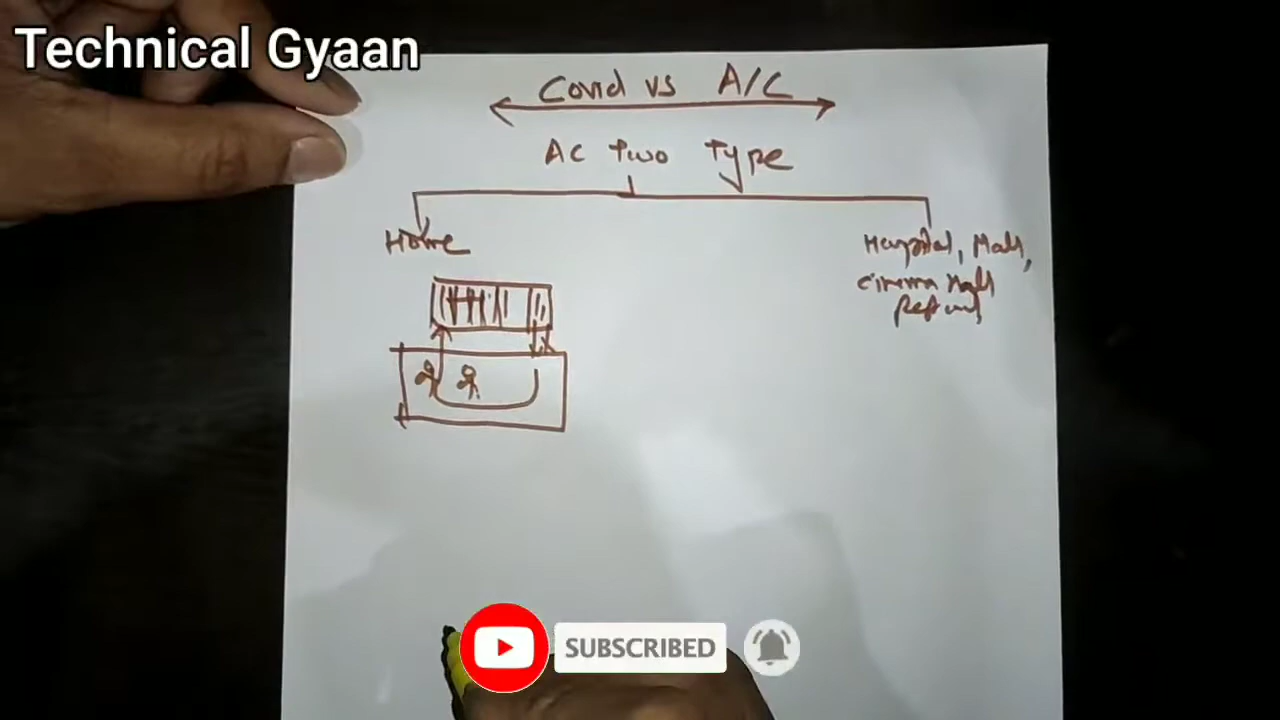 Technical Gyaan
Covid vs A/C
AC Two Type
Home
Hospital, Mall,
cinema Hall
SUBSCRIBED